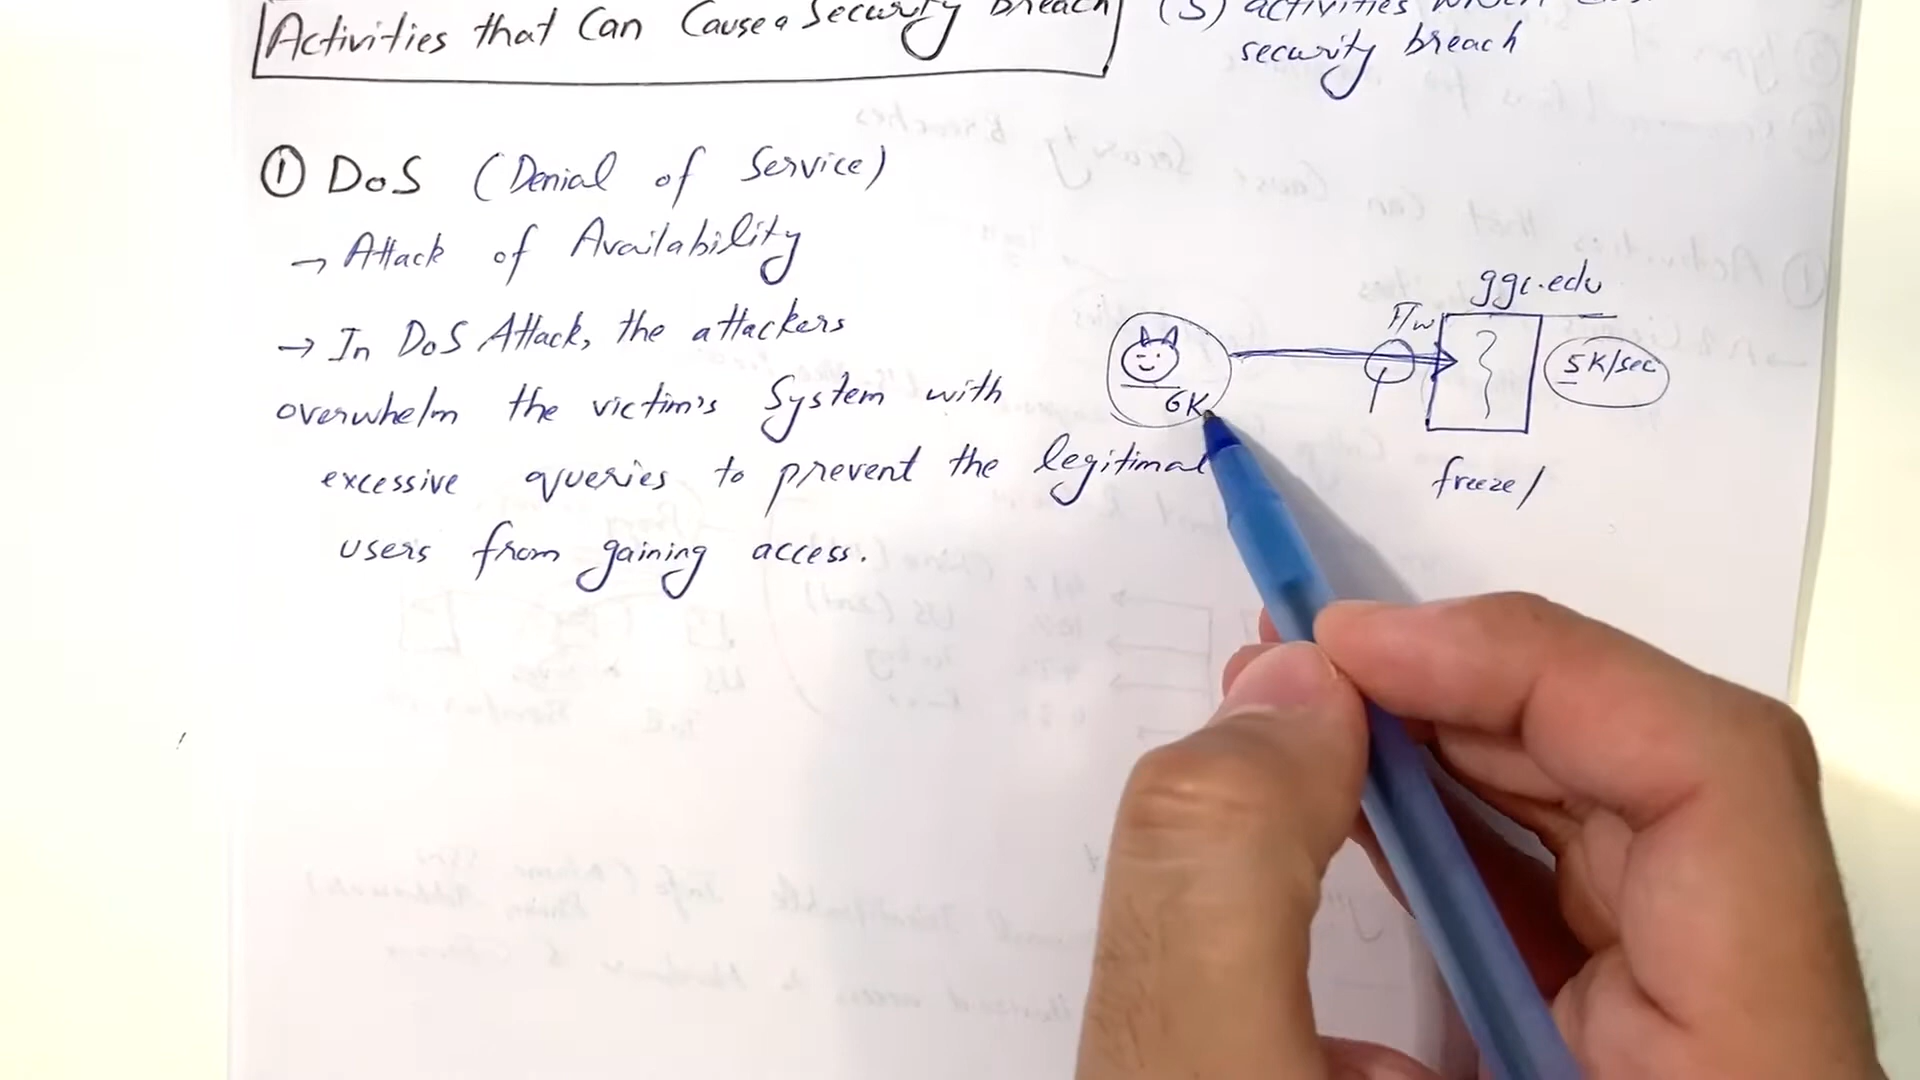 Activities that Can Cause a Security Breach
(5) activities which
security breach
① DoS (Denial of Service)
→ Attack of Availability
→ In DoS Attack, the attackers
overwhelm the victim's System with
excessive queries to prevent the legitimat
users from gaining access.
ggc.edu
F/w
5K/sec
6K
freeze/